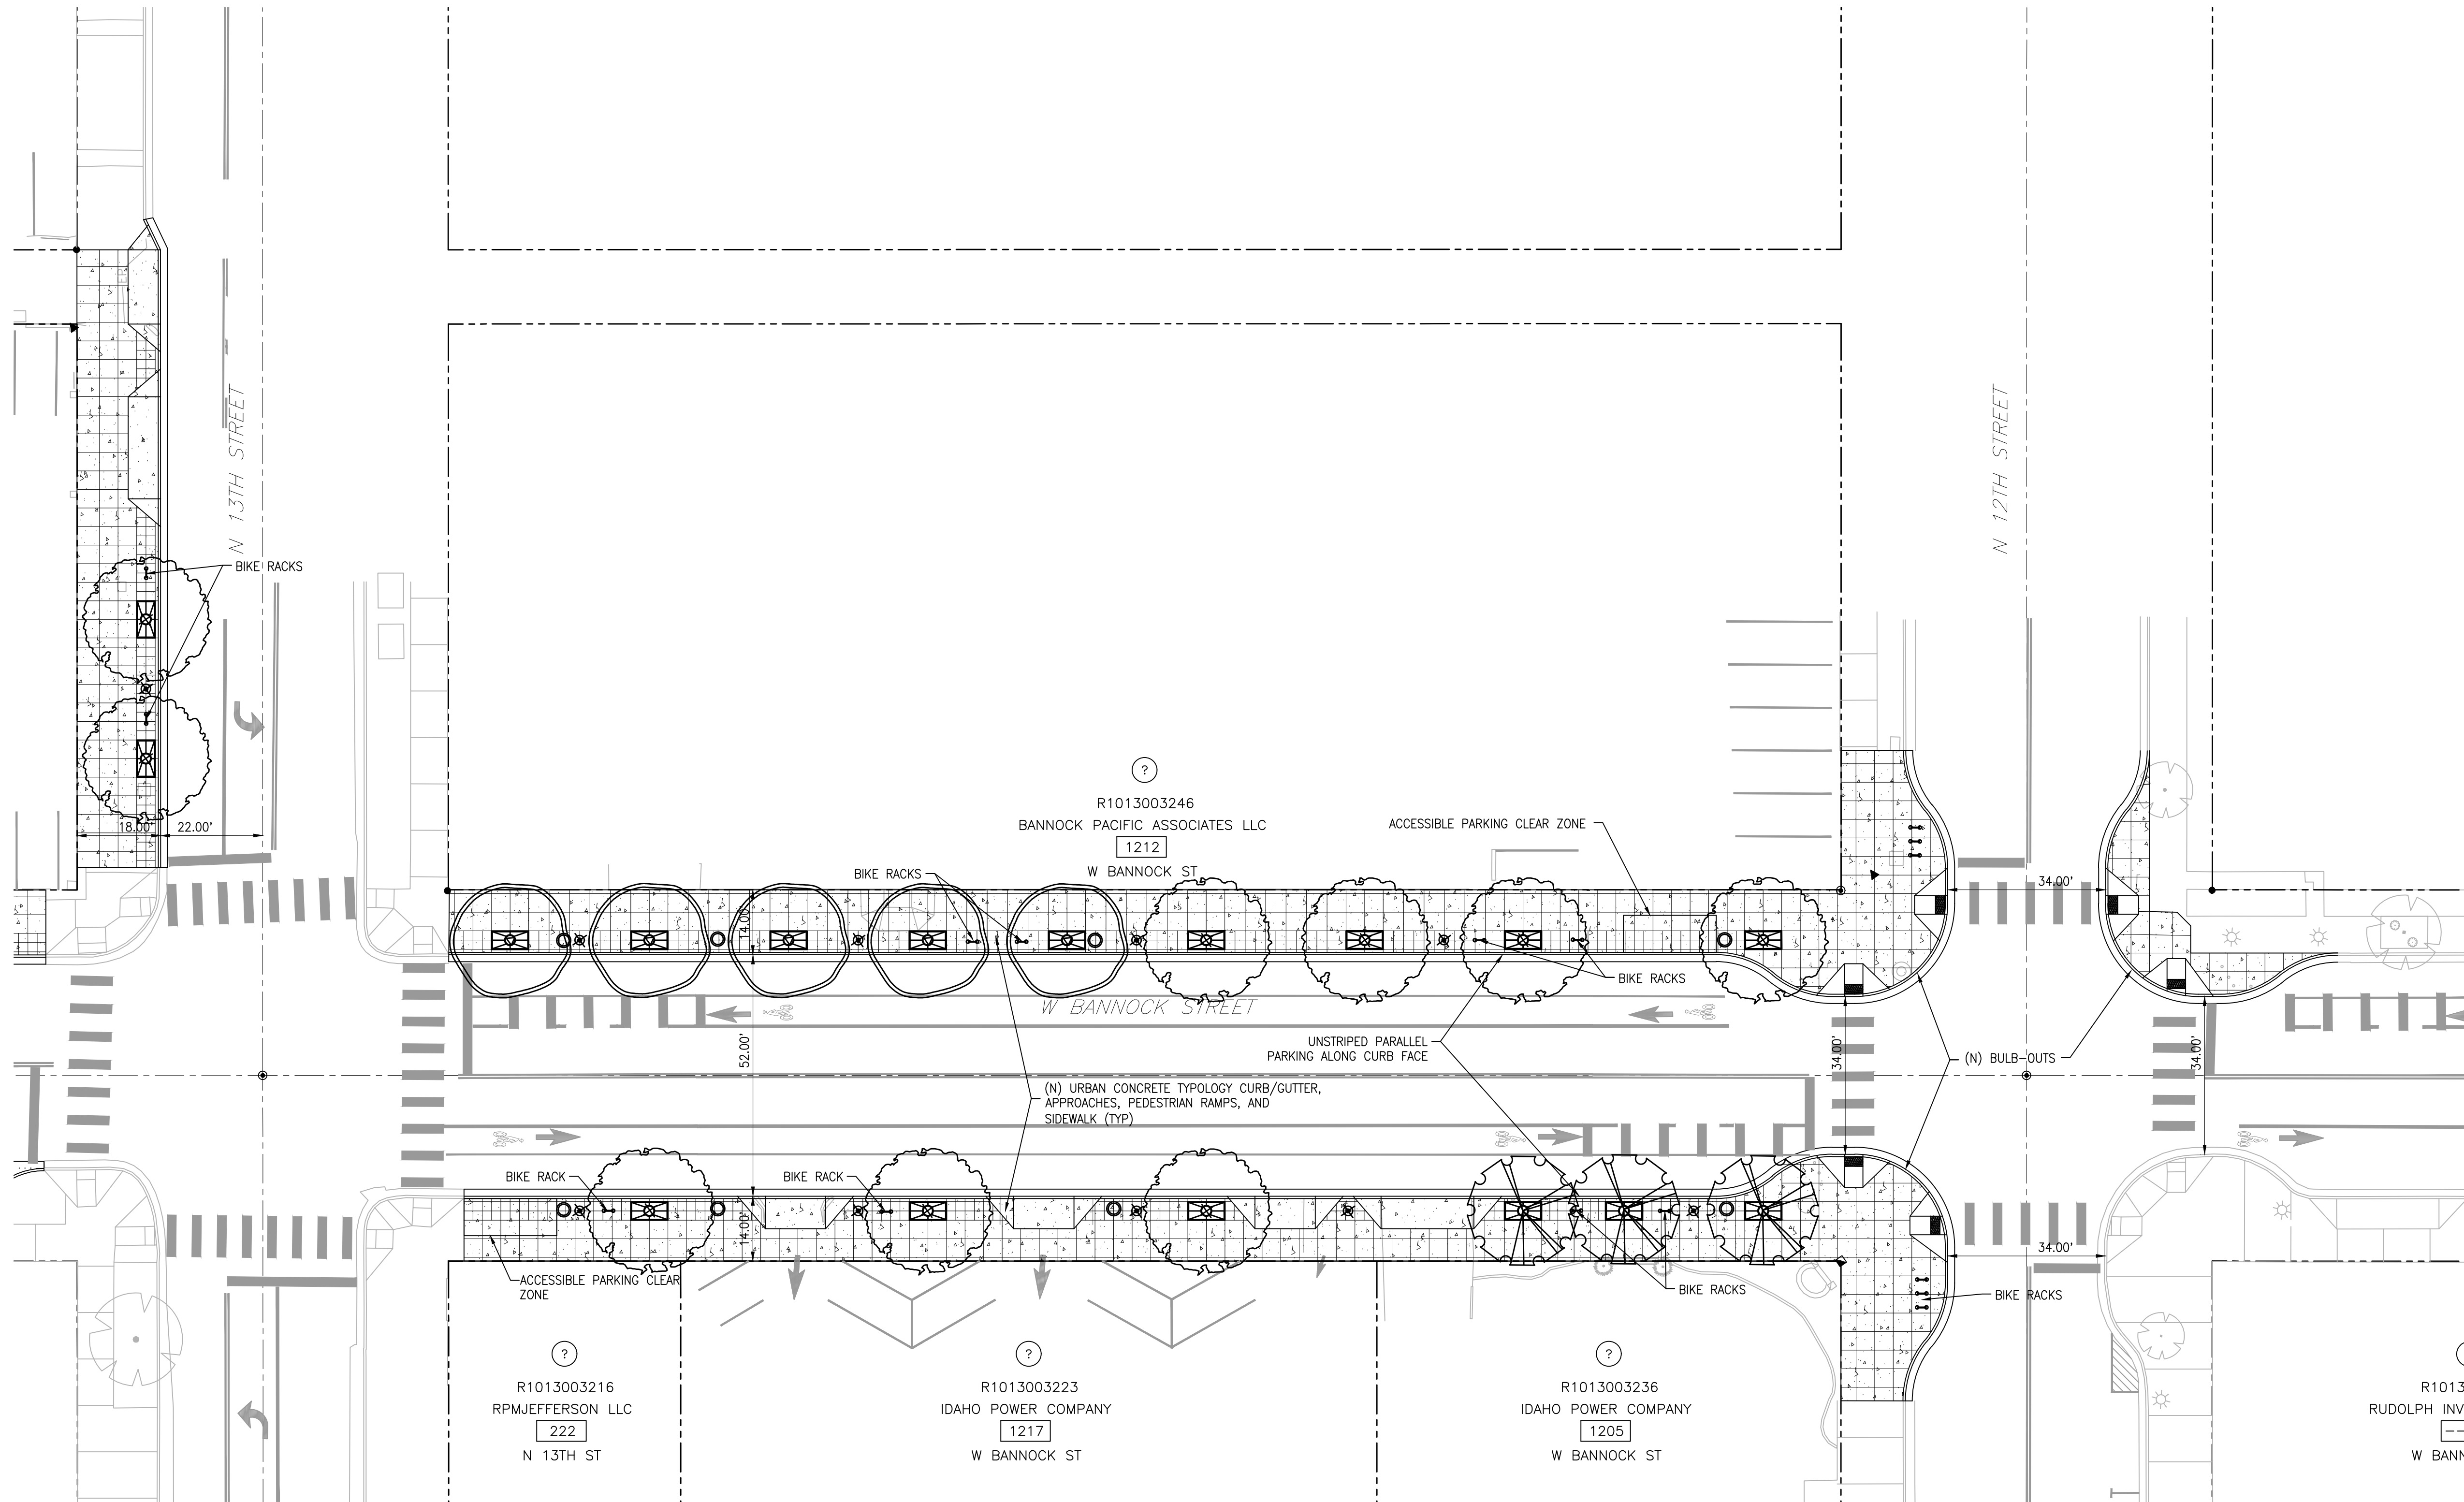 N 13TH STREET
N 12TH STREET
BIKE RACKS
18.00'
22.00'
?
R1013003246
BANNOCK PACIFIC ASSOCIATES LLC
1212
W BANNOCK ST
ACCESSIBLE PARKING CLEAR ZONE
BIKE RACKS
14.00'
34.00'
BIKE RACKS
W BANNOCK STREET
52.00'
UNSTRIPED PARALLEL
PARKING ALONG CURB FACE
34.00'
(N) BULB-OUTS
34.00'
(N) URBAN CONCRETE TYPOLOGY CURB/GUTTER,
APPROACHES, PEDESTRIAN RAMPS, AND
SIDEWALK (TYP)
BIKE RACK
BIKE RACK
14.00'
34.00'
ACCESSIBLE PARKING CLEAR
ZONE
BIKE RACKS
BIKE RACKS
?
R1013003216
RPMJEFFERSON LLC
222
N 13TH ST
?
R1013003223
IDAHO POWER COMPANY
1217
W BANNOCK ST
?
R1013003236
IDAHO POWER COMPANY
1205
W BANNOCK ST
R1013
RUDOLPH INV
W BANN